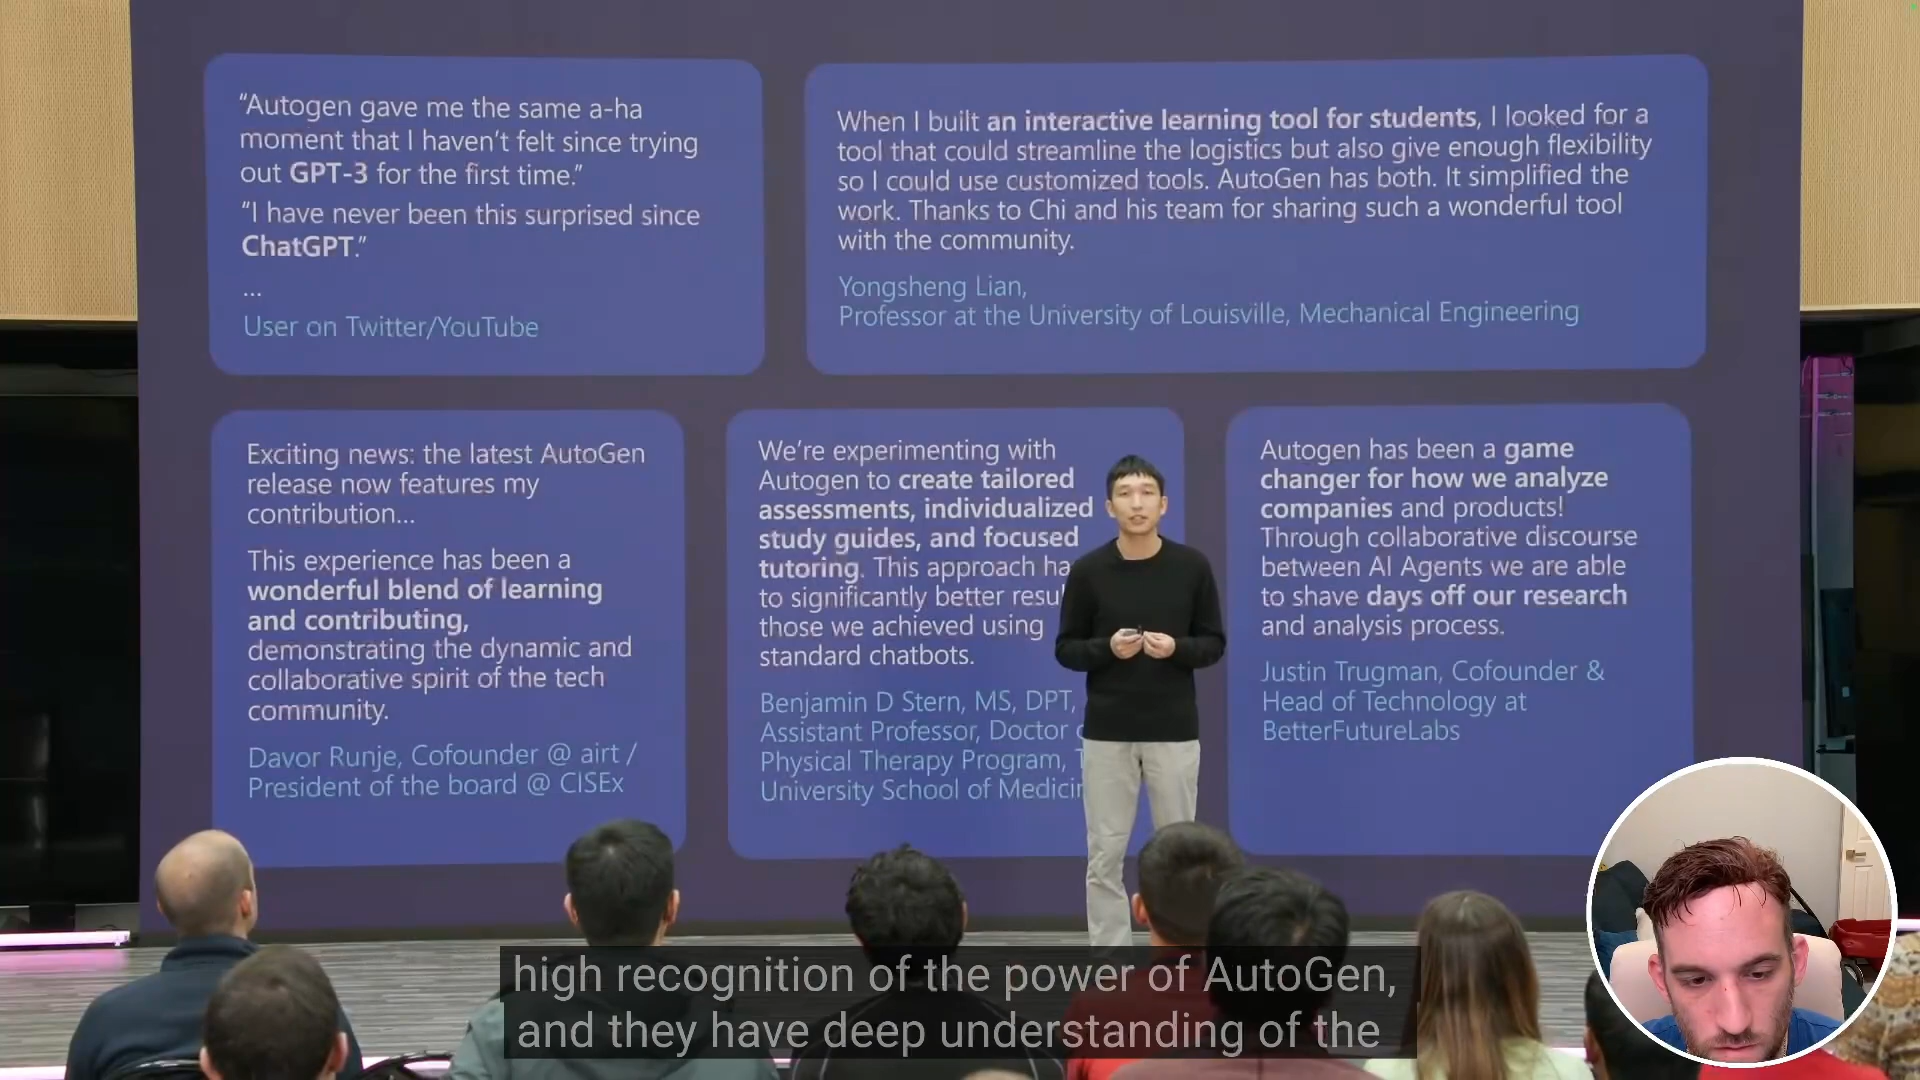 “Autogen gave me the same a-ha
moment that I haven’t felt since trying
out GPT-3 for the first time.”
“I have never been this surprised since
ChatGPT.”
...
User on Twitter/YouTube
When I built an interactive learning tool for students, I looked for a
tool that could streamline the logistics but also give enough flexibility
so I could use customized tools. AutoGen has both. It simplified the
work. Thanks to Chi and his team for sharing such a wonderful tool
with the community.
Yongsheng Lian,
Professor at the University of Louisville, Mechanical Engineering
Exciting news: the latest AutoGen
release now features my
contribution...
This experience has been a
wonderful blend of learning
and contributing,
demonstrating the dynamic and
collaborative spirit of the tech
community.
Davor Runje, Cofounder @ airt /
President of the board @ CISEx
We’re experimenting with
Autogen to create tailored
assessments, individualized
study guides, and focused
tutoring. This approach
to significantly better
those we achieved using
standard chatbots.
Benjamin D Stern, MS, DPT,
Assistant Professor, Doctor
Physical Therapy Program,
University School of
Autogen has been a game
changer for how we analyze
companies and products!
Through collaborative discourse
between AI Agents we are able
to shave days off our research
and analysis process.
Justin Trugman, Cofounder &
Head of Technology at
BetterFutureLabs
high recognition of the power of AutoGen,
and they have deep understanding of the